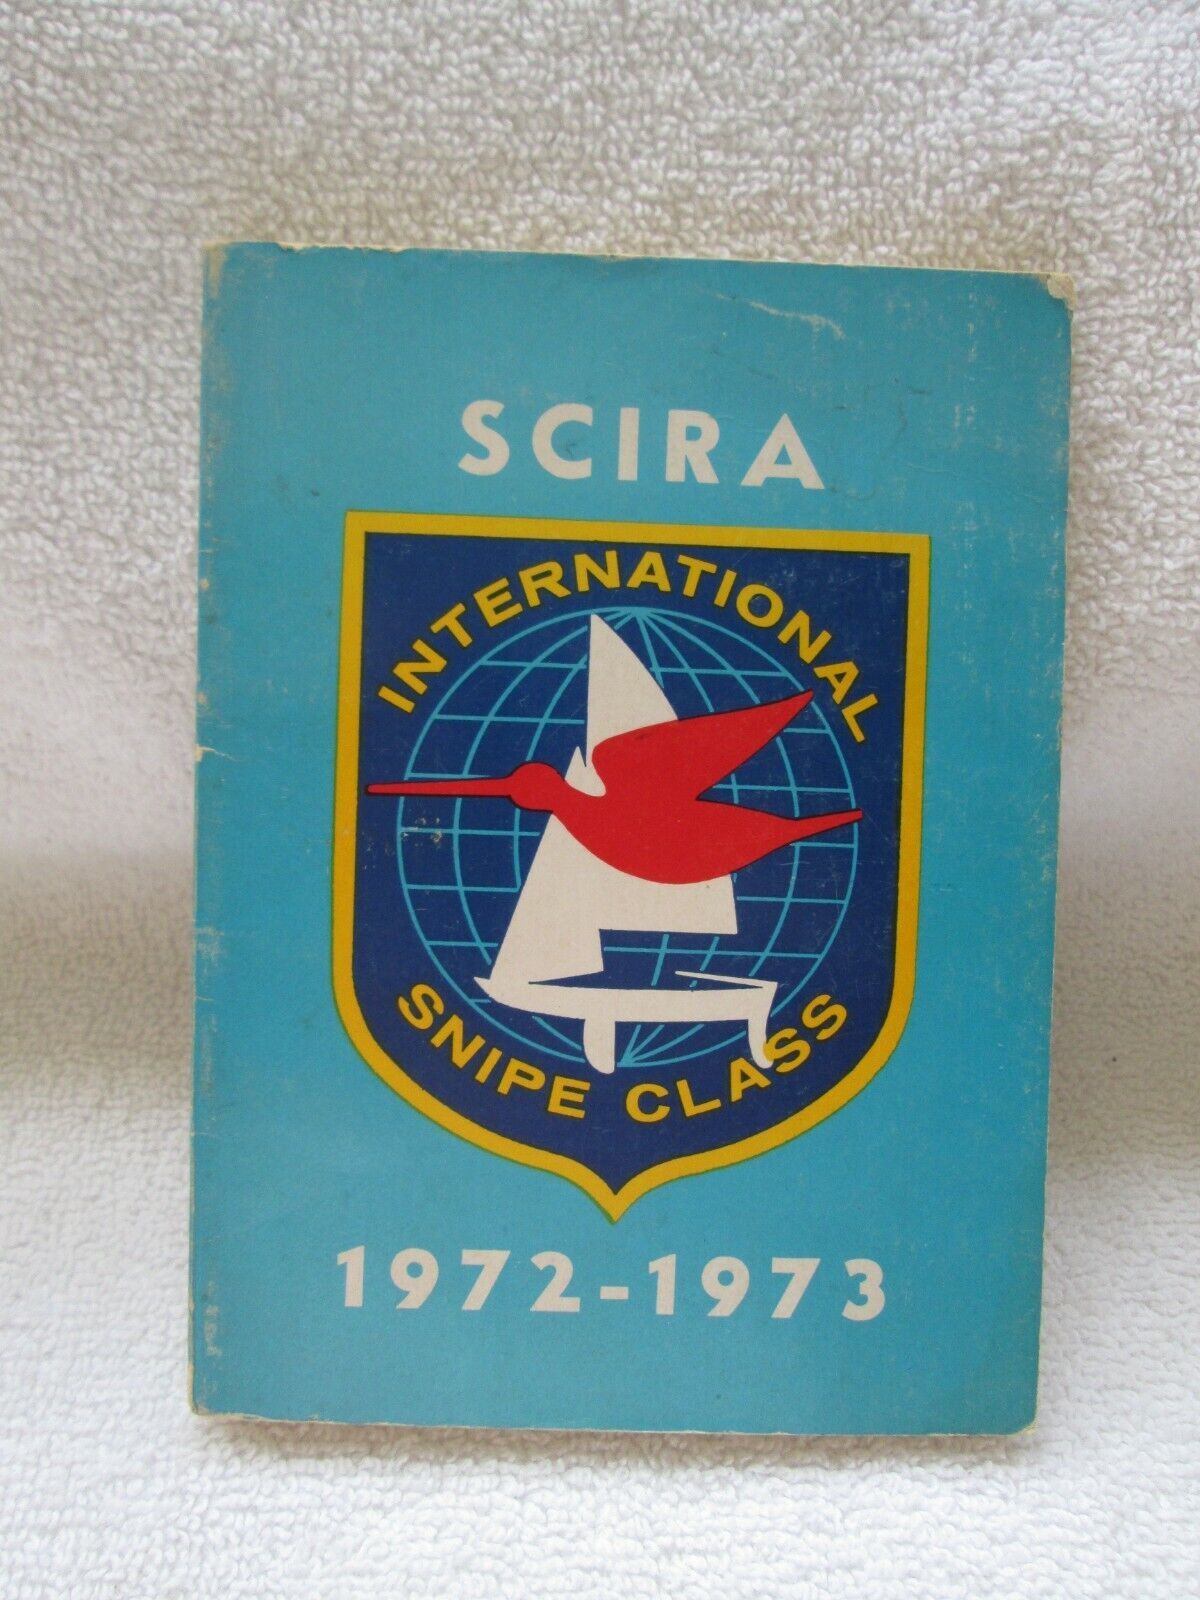 SCIRA
INTERNATIONAL
SNIPE CLASS
1972-1973